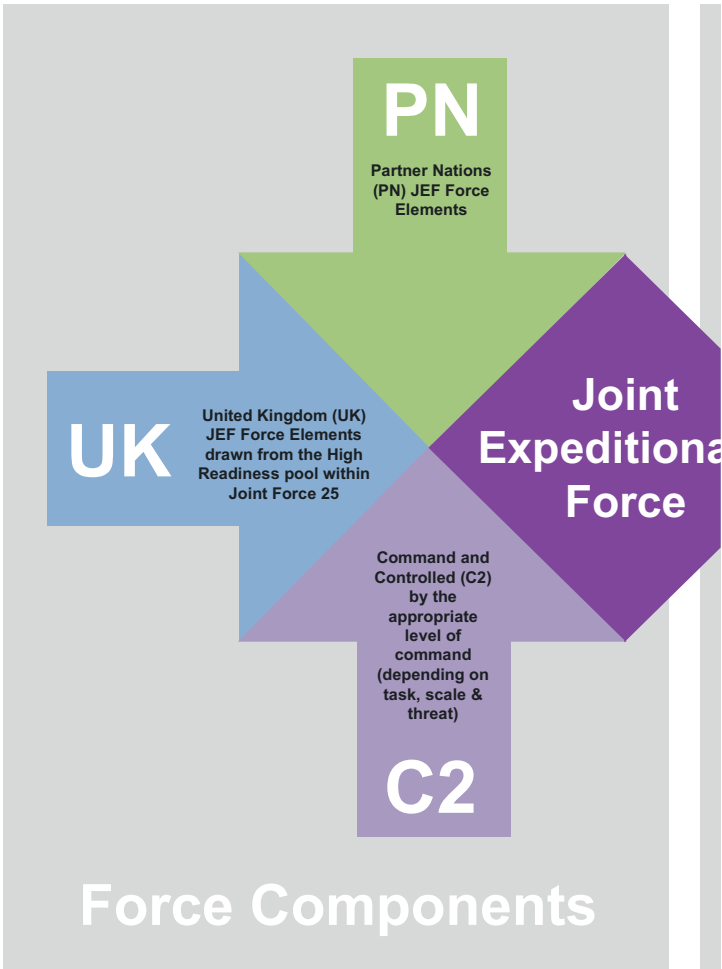 PN
Partner Nations
(PN) JEF Force
Elements
UK
United Kingdom (UK)
JEF Force Elements
drawn from the High
Readiness pool within
Joint Force 25
Joint
Expeditiona
Force
Command and
Controlled (C2)
by the
appropriate
level of
command
(depending on
task, scale &
threat)
C2
Force Components